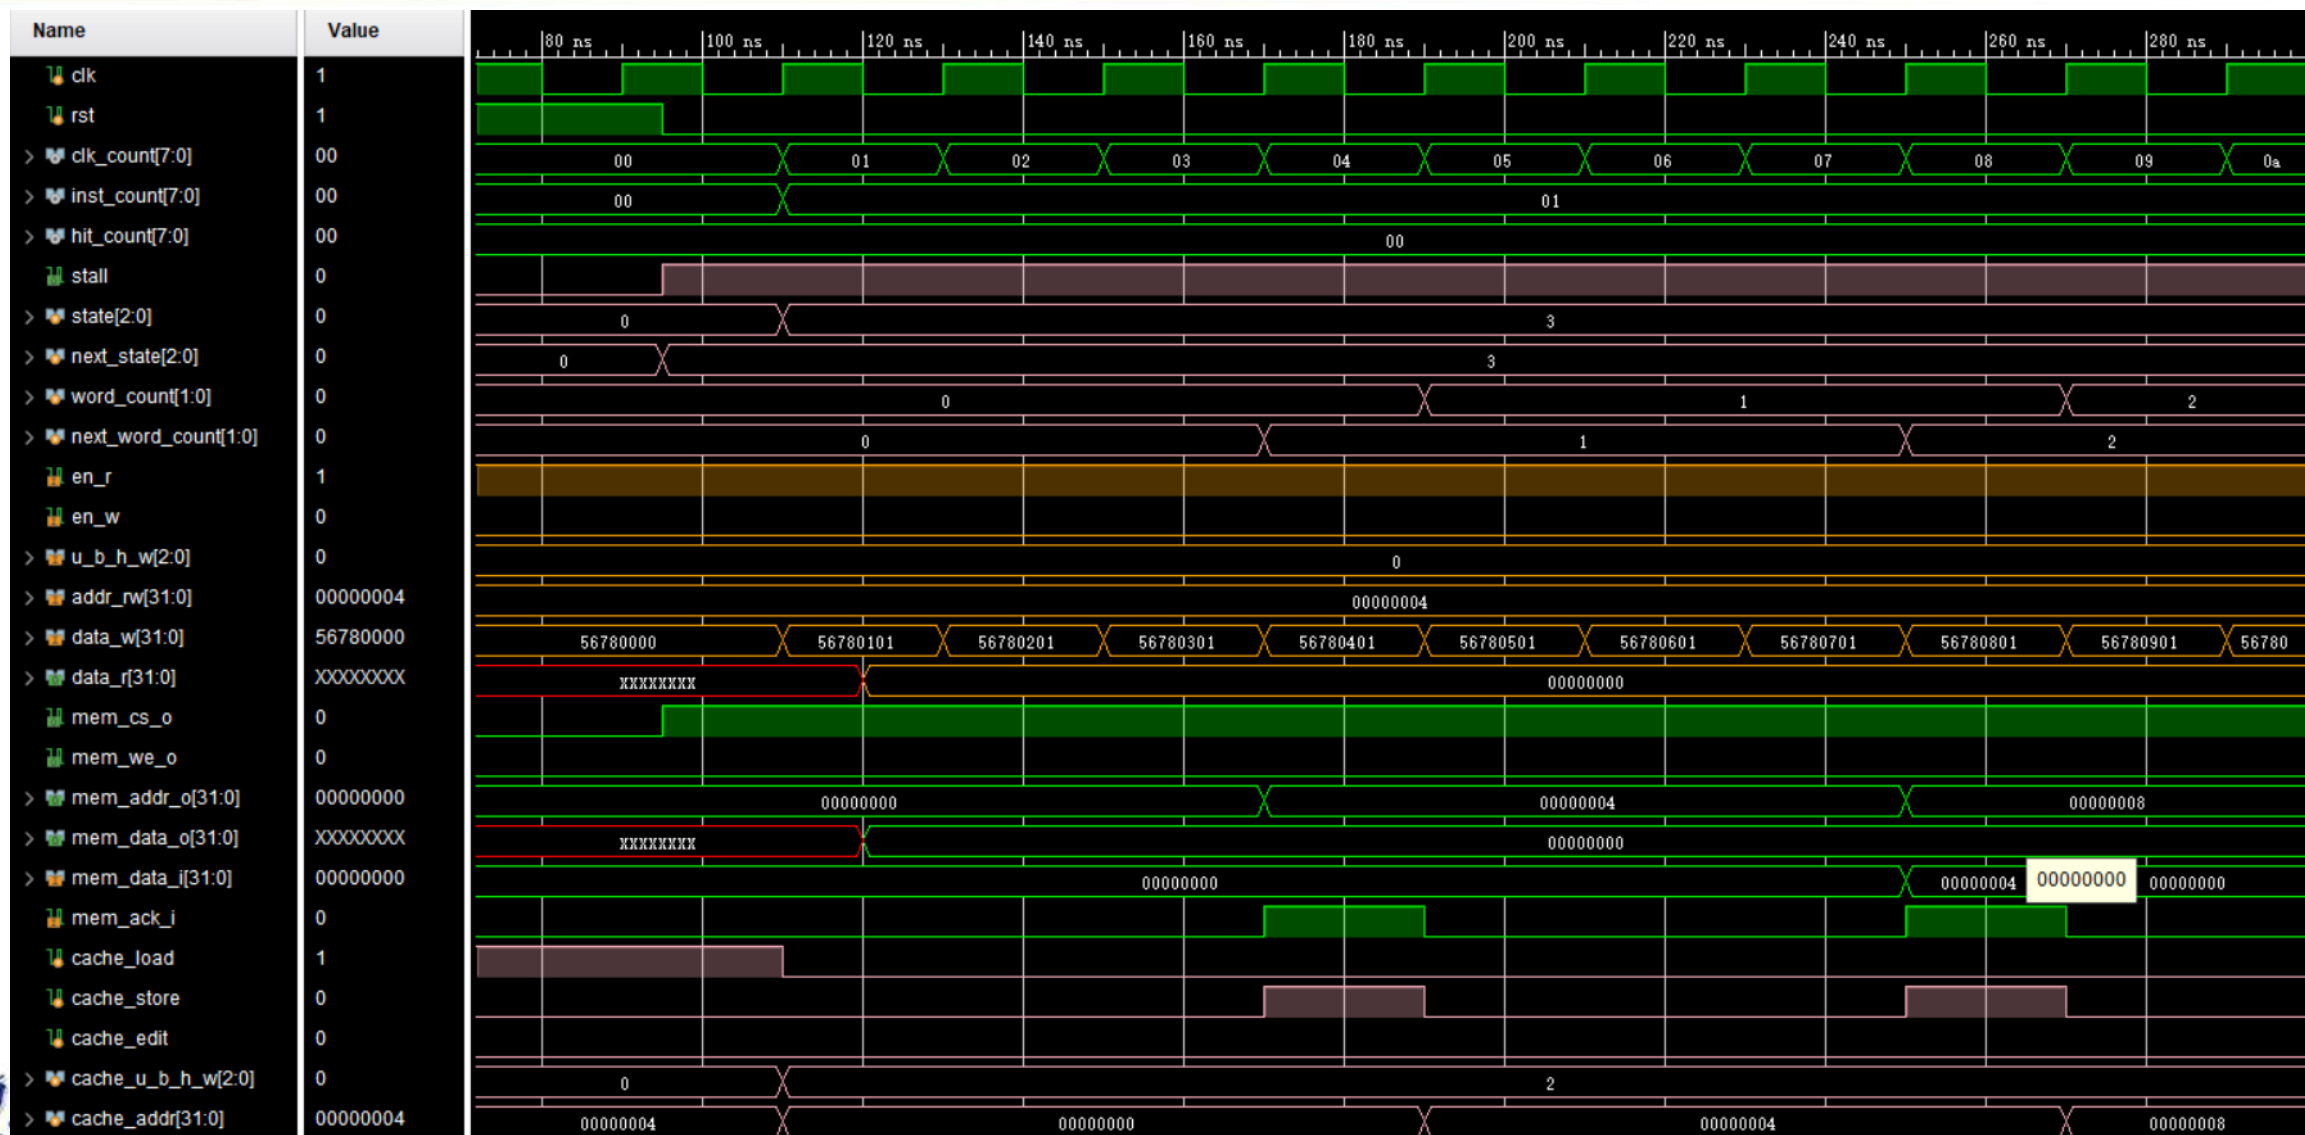 Name Value
80 ns 100 ns 120 ns 140 ns 160 ns 180 ns 200 ns 220 ns 240 ns 260 ns 280 ns
clk 1
rst 1
clk_count[7:0] 00 00 01 02 03 04 05 06 07 08 09 0a
inst_count[7:0] 00 00 01
hit_count[7:0] 00 00
stall 0
state[2:0] 0 0 3
next_state[2:0] 0 0 3
word_count[1:0] 0 0 1 2
next_word_count[1:0] 0 0 1 2
en_r 1
en_w 0
u_b_h_w[2:0] 0 0
addr_rw[31:0] 00000004 00000004
data_w[31:0] 56780000 56780000 56780101 56780201 56780301 56780401 56780501 56780601 56780701 56780801 56780901 56780
data_r[31:0] XXXXXXXX XXXXXXXX 00000000
mem_cs_o 0
mem_we_o 0
mem_addr_o[31:0] 00000000 00000000 00000004 00000008
mem_data_o[31:0] XXXXXXXX XXXXXXXX 00000000
mem_data_i[31:0] 00000000 00000000 00000004 00000000 00000000
mem_ack_i 0
cache_load 1
cache_store 0
cache_edit 0
cache_u_b_h_w[2:0] 0 0 2
cache_addr[31:0] 00000004 00000004 00000000 00000004 00000008